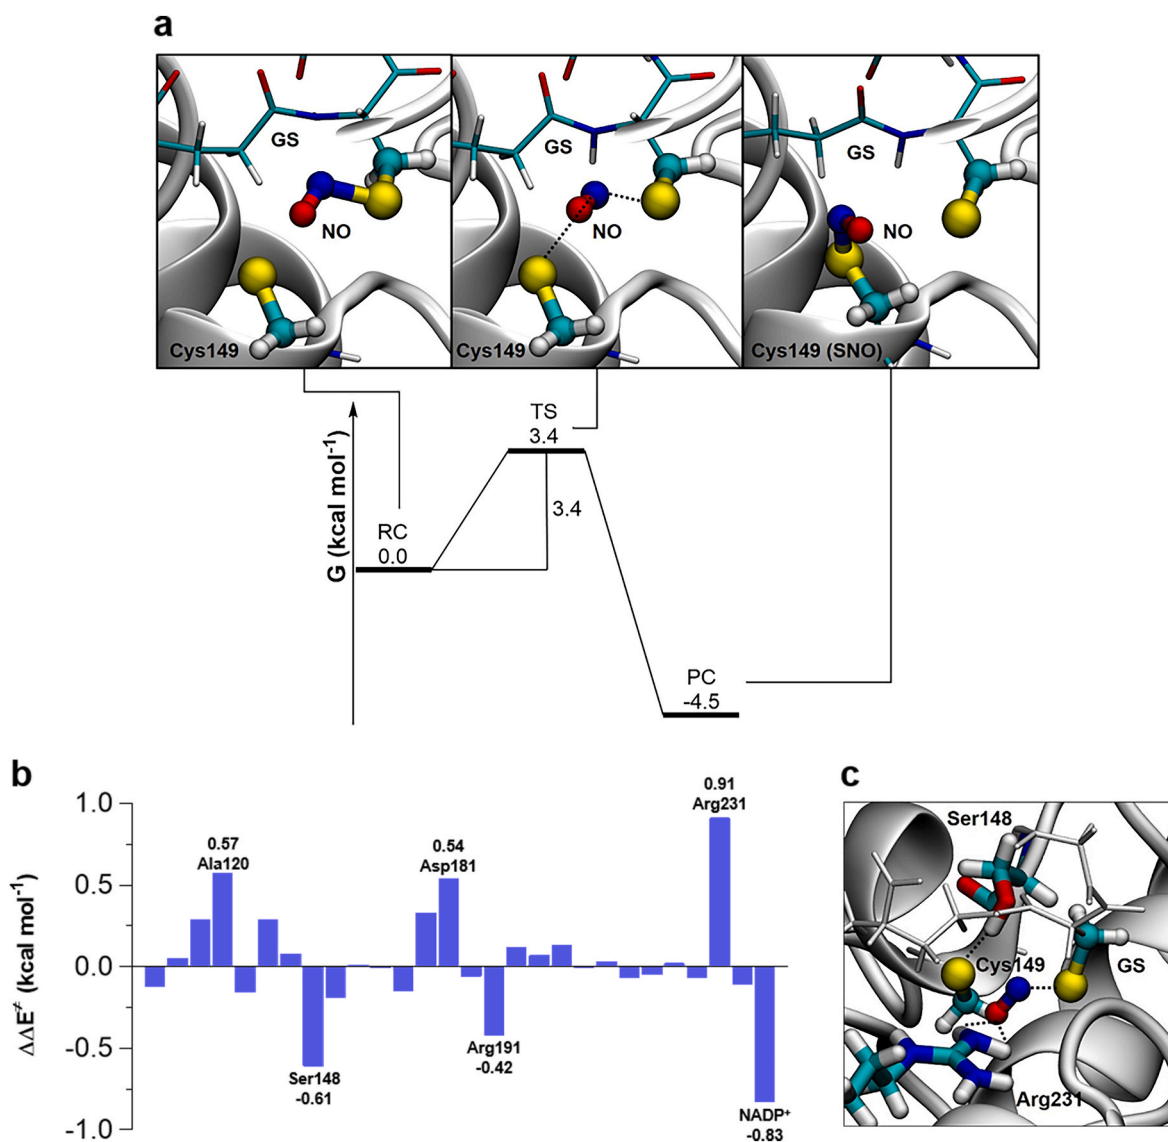 a
GS
NO
Cys149
GS
NO
Cys149
GS
NO
Cys149 (SNO)
G (kcal mol⁻¹)
TS
3.4
3.4
RC
0.0
PC
-4.5
b
ΔΔE≠ (kcal mol⁻¹)
1.0
0.5
0.0
-0.5
-1.0
0.57
Ala120
Ser148
-0.61
0.54
Asp181
Arg191
-0.42
0.91
Arg231
NADP⁺
-0.83
c
Ser148
Cys149
GS
Arg231